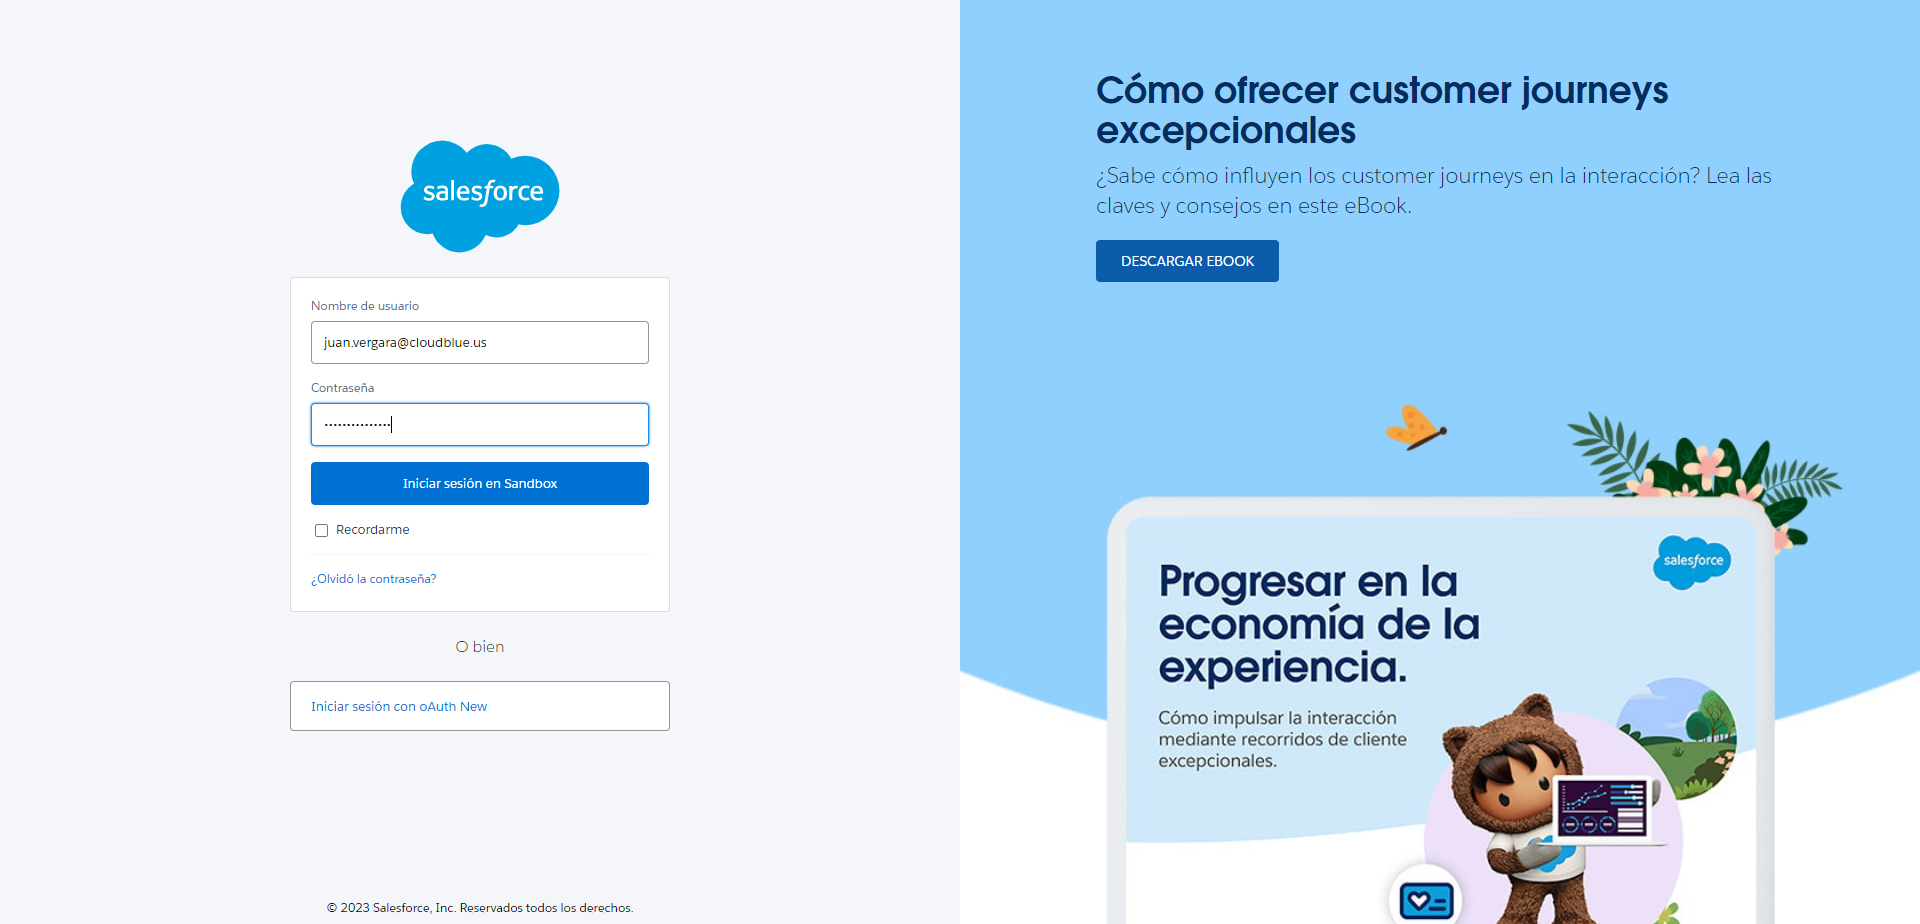 salesforce
Nombre de usuario
juan.vergara@cloudblue.us
Contraseña
•••••••••••••••
Iniciar sesión en Sandbox
Recordarme
¿Olvidó la contraseña?
O bien
Iniciar sesión con oAuth New
© 2023 Salesforce, Inc. Reservados todos los derechos.
Cómo ofrecer customer journeys
excepcionales
¿Sabe cómo influyen los customer journeys en la interacción? Lea las
claves y consejos en este eBook.
DESCARGAR EBOOK
salesforce
Progresar en la
economía de la
experiencia.
Cómo impulsar la interacción
mediante recorridos de cliente
excepcionales.